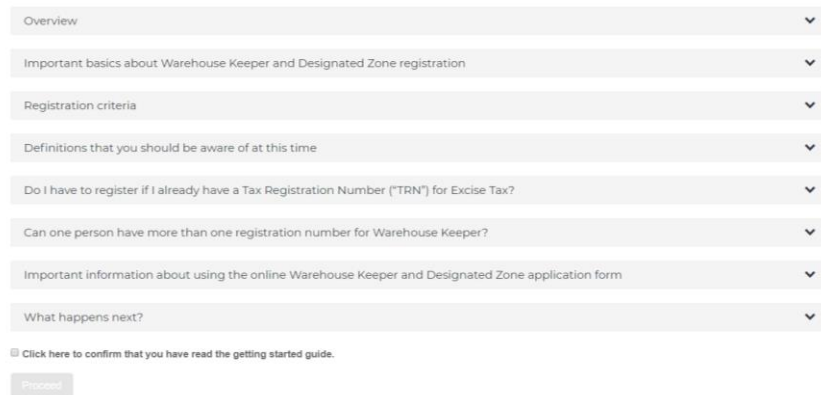 Overview
Important basics about Warehouse Keeper and Designated Zone registration
Registration criteria
Definitions that you should be aware of at this time
Do I have to register if I already have a Tax Registration Number (“TRN”) for Excise Tax?
Can one person have more than one registration number for Warehouse Keeper?
Important information about using the online Warehouse Keeper and Designated Zone application form
What happens next?
Click here to confirm that you have read the getting started guide.
Proceed